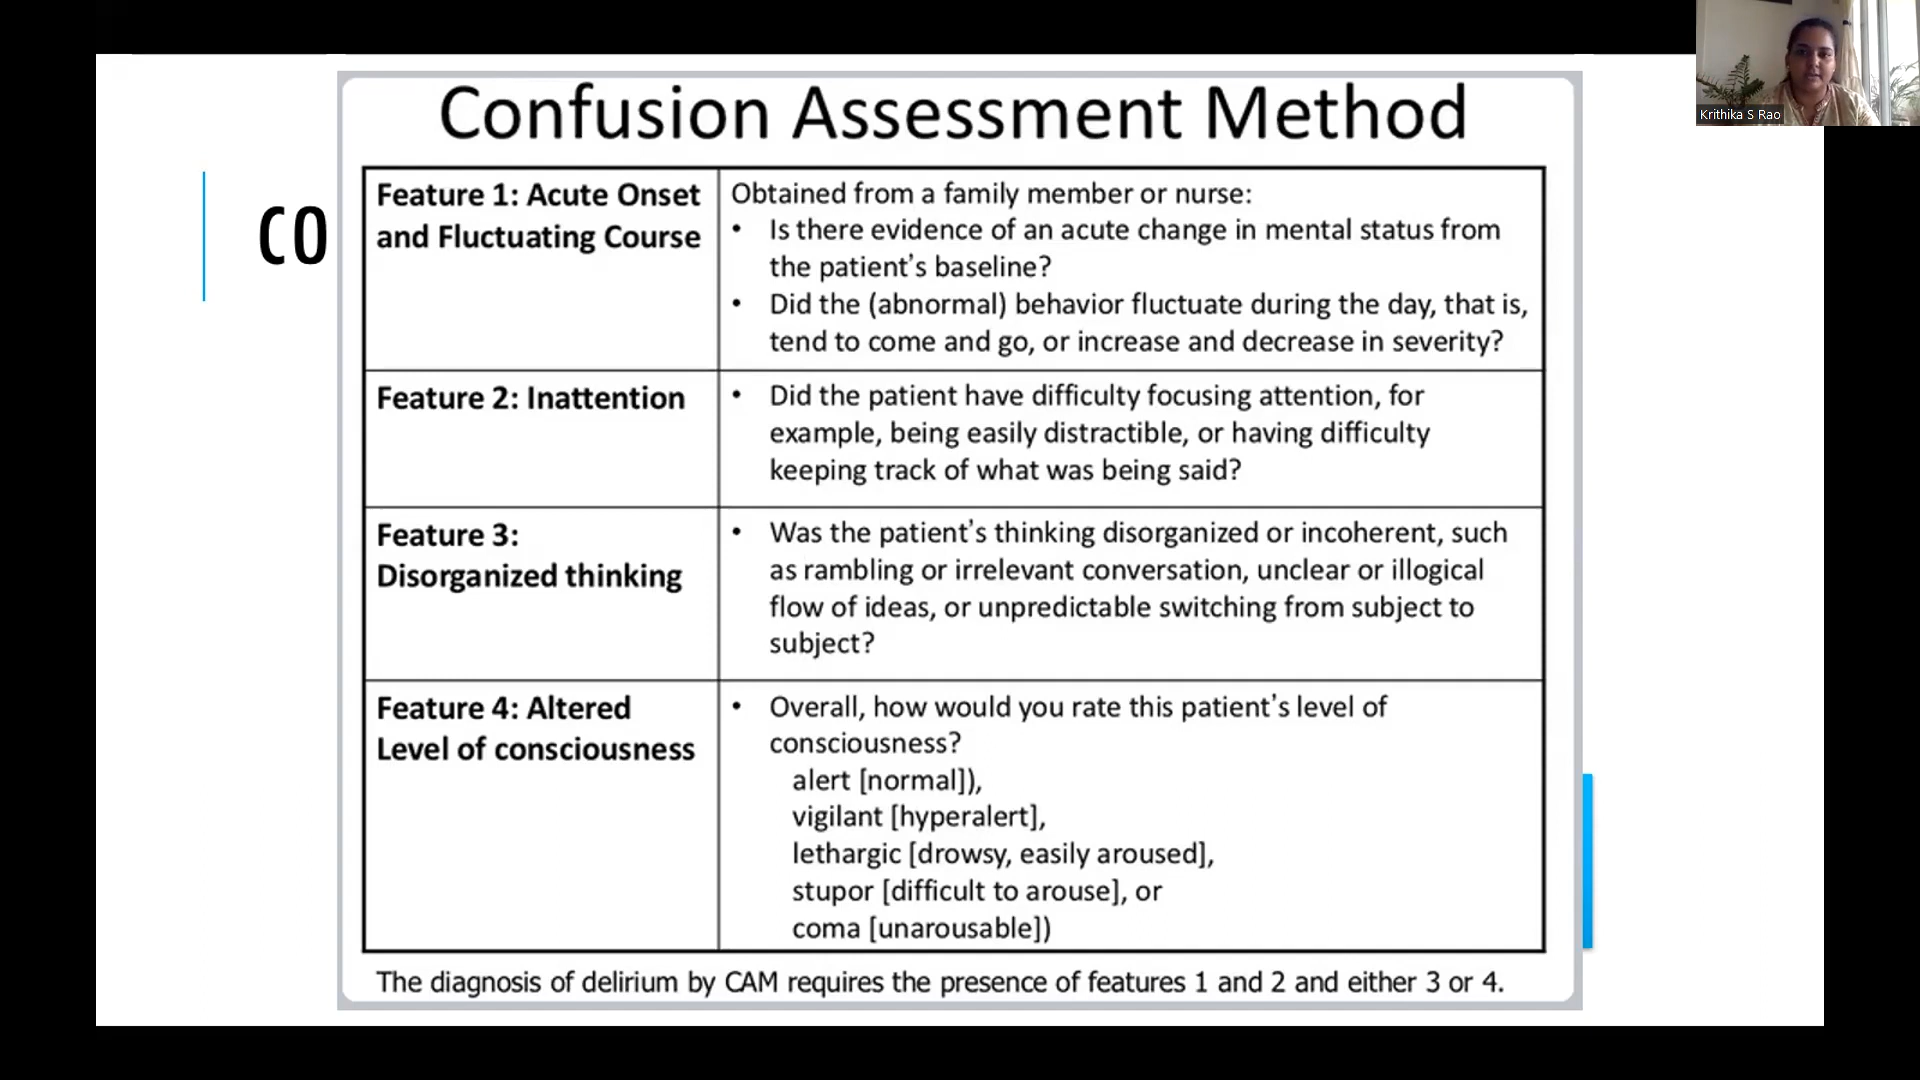 Confusion Assessment Method
CO
Feature 1: Acute Onset
and Fluctuating Course
Obtained from a family member or nurse:
• Is there evidence of an acute change in mental status from
the patient's baseline?
• Did the (abnormal) behavior fluctuate during the day, that is,
tend to come and go, or increase and decrease in severity?
Feature 2: Inattention
• Did the patient have difficulty focusing attention, for
example, being easily distractible, or having difficulty
keeping track of what was being said?
Feature 3:
Disorganized thinking
• Was the patient's thinking disorganized or incoherent, such
as rambling or irrelevant conversation, unclear or illogical
flow of ideas, or unpredictable switching from subject to
subject?
Feature 4: Altered
Level of consciousness
• Overall, how would you rate this patient's level of
consciousness?
alert [normal]),
vigilant [hyperalert],
lethargic [drowsy, easily aroused],
stupor [difficult to arouse], or
coma [unarousable])
The diagnosis of delirium by CAM requires the presence of features 1 and 2 and either 3 or 4.
Krithika S Rao